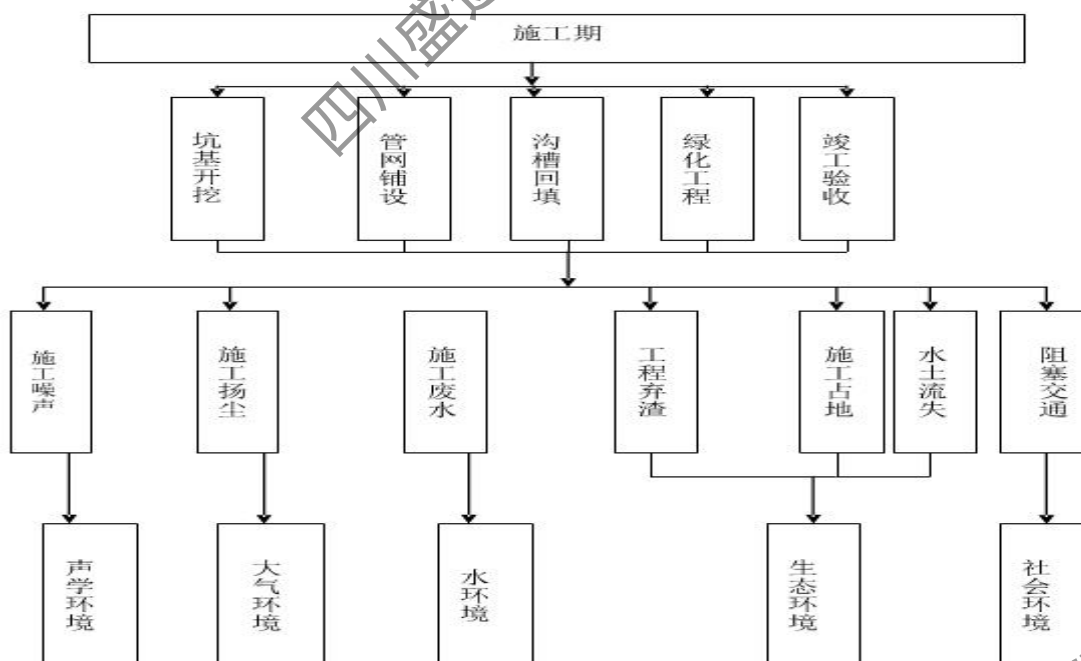 施工期
坑基开挖
管网铺设
沟槽回填
绿化工程
竣工验收
施工噪声
施工扬尘
施工废水
工程弃渣
施工占地
水土流失
阻塞交通
声学环境
大气环境
水环境
生态环境
社会环境
四川盛